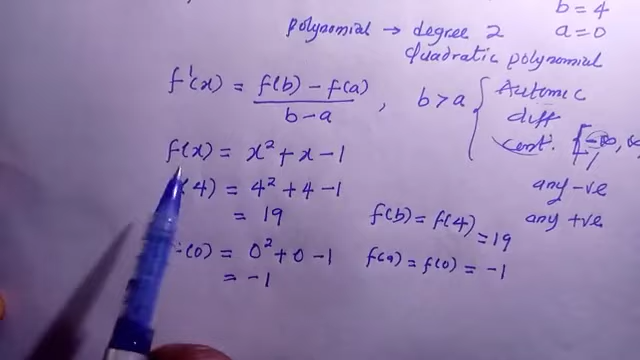 b = 4
polynomial → degree 2 a = 0
quadratic polynomial
f'(x) = f(b) - f(a) / b - a , b > a { Automic
diff
cont. [-∞,
f(x) = x² + x - 1
any -ve
(4) = 4² + 4 - 1
any +ve
= 19 f(b) = f(4) = 19
(0) = 0² + 0 - 1 f(a) = f(0) = -1
= -1